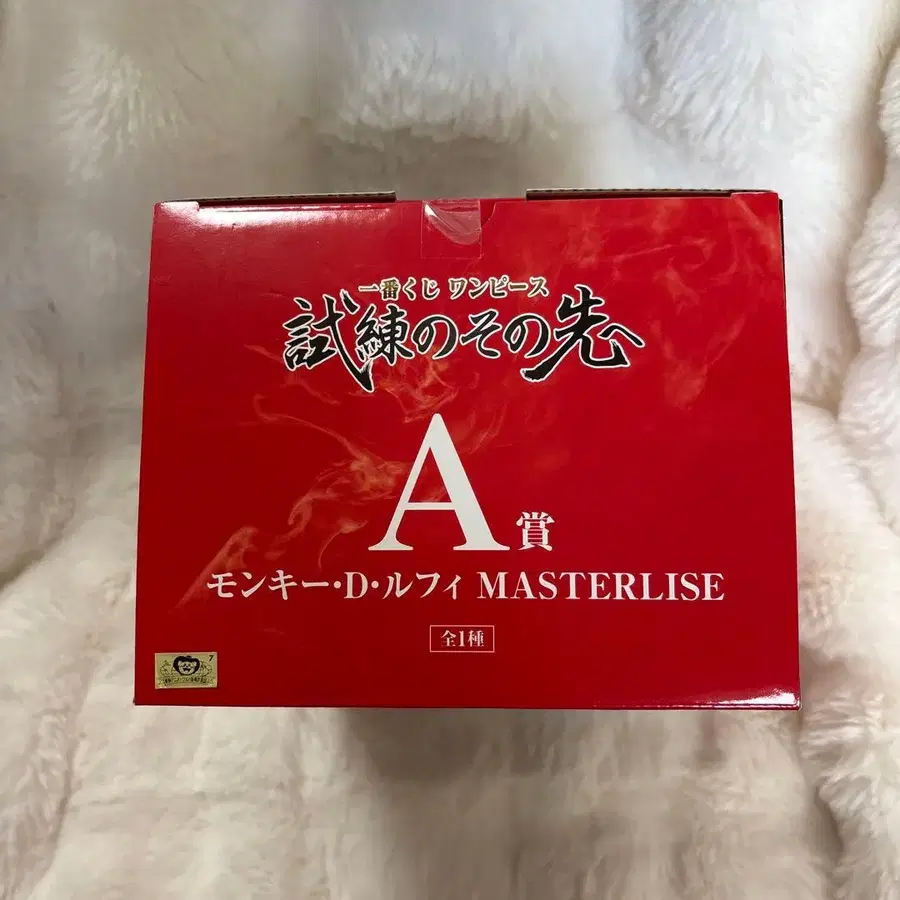 一番くじ ワンピース
試練のその先へ
A賞
モンキー・D・ルフィ MASTERLISE
全1種
7